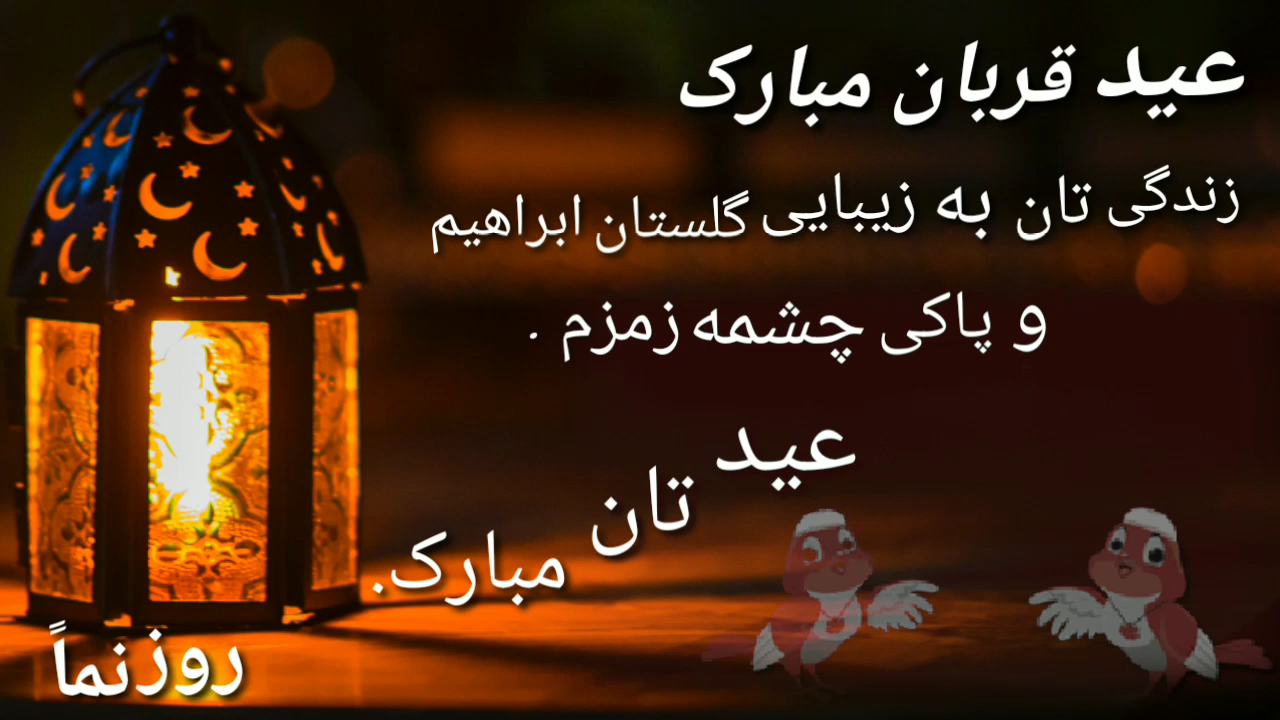 عید قربان مبارک
زندگی تان به زیبایی گلستان ابراهیم
و پاکی چشمه زمزم .
عید
تان
مبارک.
روزنماً